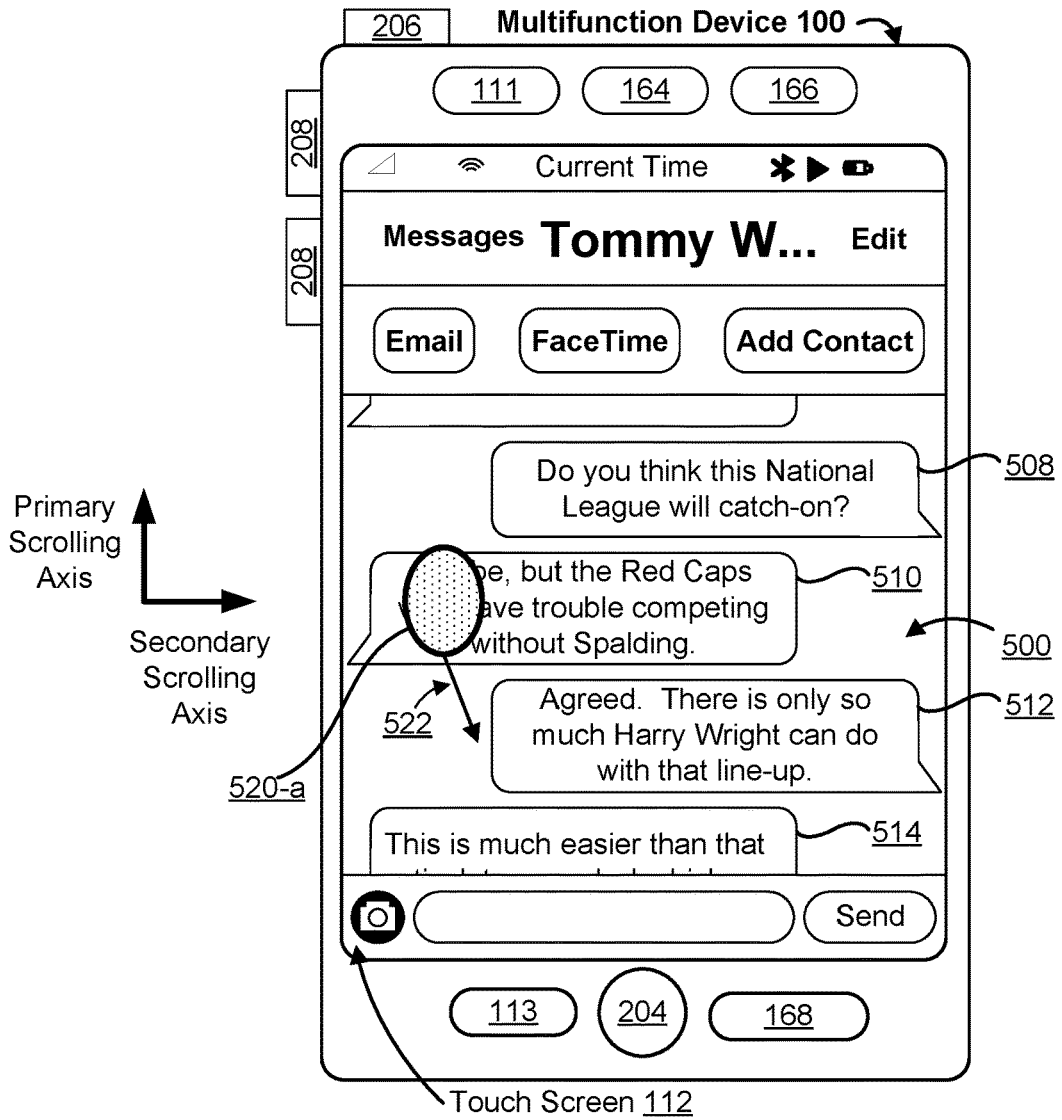 206
Multifunction Device 100
111
164
166
208
208
Current Time
Messages
Tommy W...
Edit
Email
FaceTime
Add Contact
Do you think this National
League will catch-on?
508
Primary
Scrolling
Axis
Secondary
Scrolling
Axis
but the Red Caps
trouble competing
without Spalding.
510
500
522
520-a
Agreed. There is only so
much Harry Wright can do
with that line-up.
512
This is much easier than that
514
Send
113
204
168
Touch Screen 112